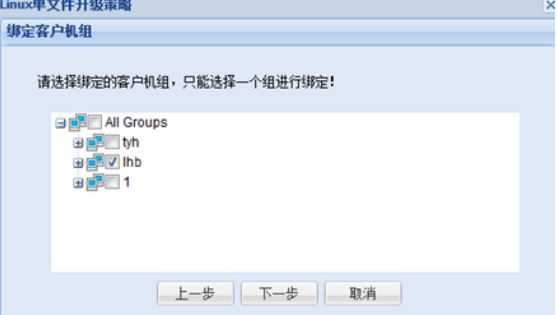 Linux单文件升级策略
绑定客户机组
请选择绑定的客户机组，只能选择一个组进行绑定！
All Groups
tyh
lhb
1
上一步 下一步 取消